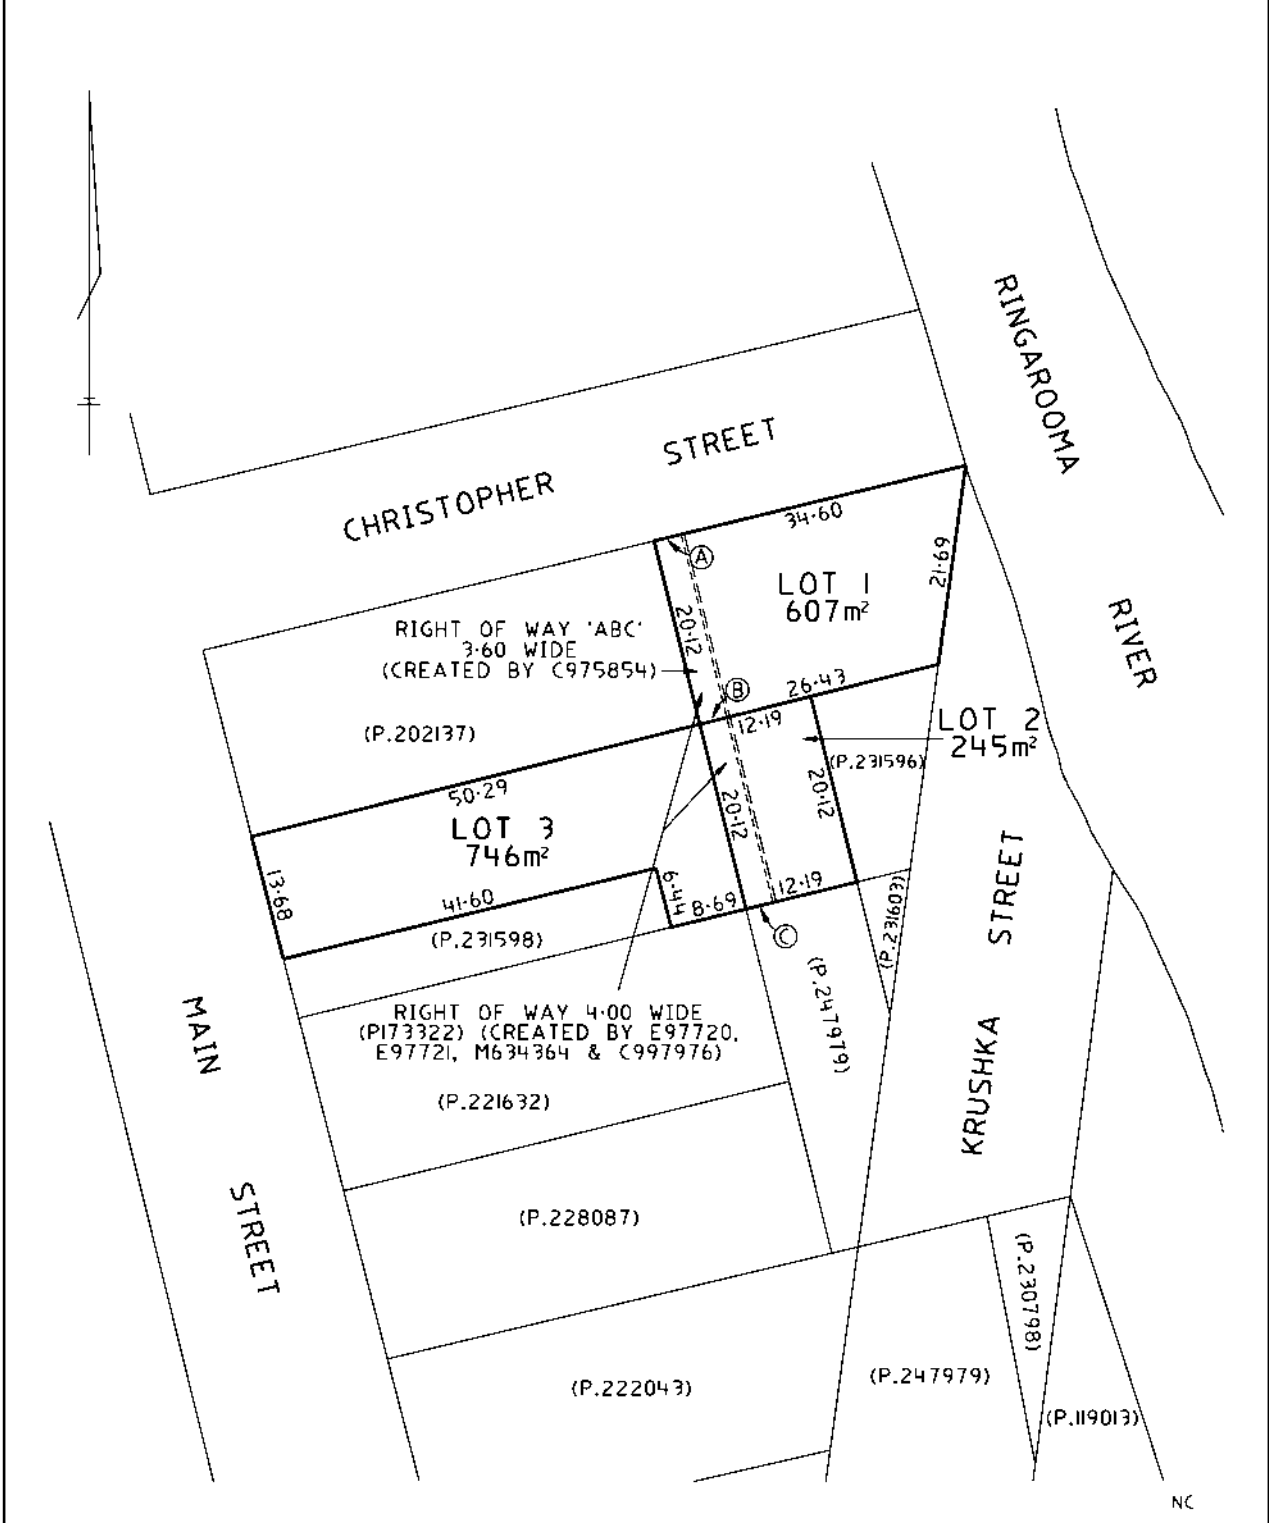 RINGAROOMA
RIVER
CHRISTOPHER STREET
34·60
A
21·69
LOT 1
607m²
20·12
RIGHT OF WAY 'ABC'
3·60 WIDE
(CREATED BY C975854)
B
26·43
12·19
(P.202137)
LOT 2
245m²
(P.231596)
50·29
20·12
20·12
LOT 3
746m²
13·68
41·60
6·44
8·69
12·19
(P.231598)
C
(P.231603)
(P.247979)
KRUSHKA STREET
MAIN
STREET
RIGHT OF WAY 4·00 WIDE
(P173322) (CREATED BY E97720,
E97721, M634364 & C997976)
(P.221632)
(P.228087)
(P.230798)
(P.222043)
(P.247979)
(P.119013)
NC